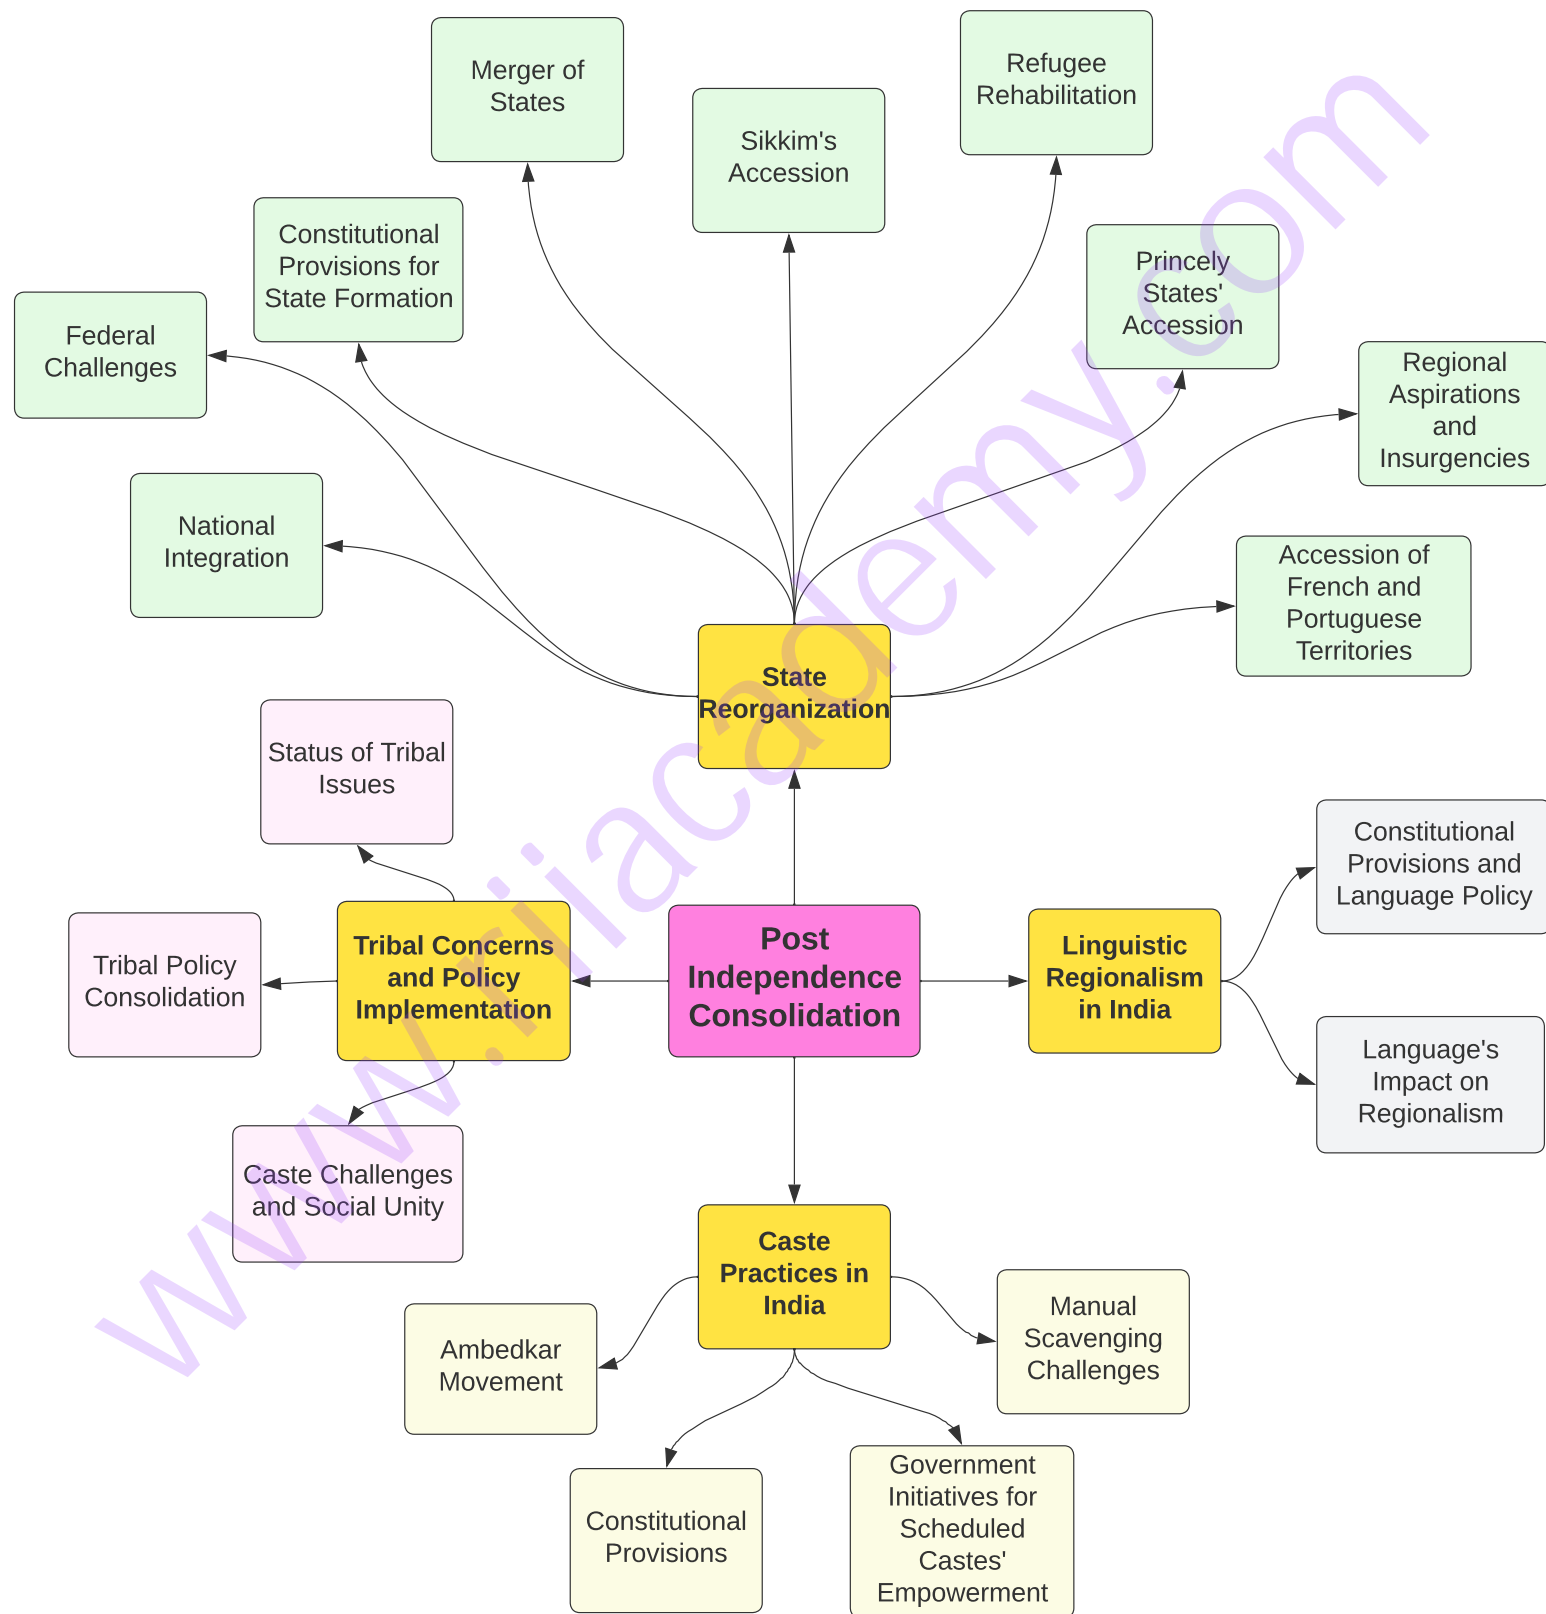 Merger of
States
Refugee
Rehabilitation
Sikkim's
Accession
Constitutional
Provisions for
State Formation
Princely
States'
Accession
Federal
Challenges
Regional
Aspirations
and
Insurgencies
National
Integration
Accession of
French and
Portuguese
Territories
State
Reorganization
Status of Tribal
Issues
Constitutional
Provisions and
Language Policy
Tribal Policy
Consolidation
Tribal Concerns
and Policy
Implementation
Post
Independence
Consolidation
Linguistic
Regionalism
in India
Language's
Impact on
Regionalism
Caste Challenges
and Social Unity
Caste
Practices in
India
Ambedkar
Movement
Manual
Scavenging
Challenges
Constitutional
Provisions
Government
Initiatives for
Scheduled
Castes'
Empowerment